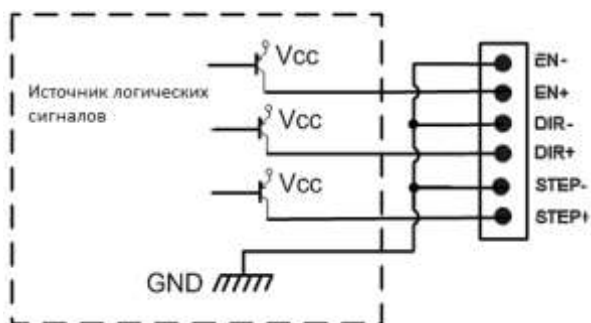 Vcc
Источник логических
сигналов
Vcc
Vcc
GND
EN-
EN+
DIR-
DIR+
STEP-
STEP+